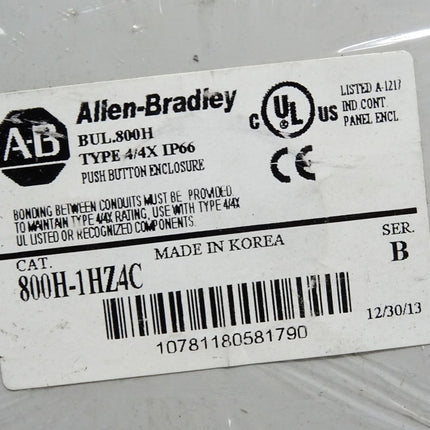 AB
Allen-Bradley
BUL.800H
TYPE 4/4X IP66
PUSH BUTTON ENCLOSURE
C UL US
LISTED A-1217
IND.CONT.
PANEL ENCL
CE
BONDING BETWEEN CONDUITS MUST BE PROVIDED.
TO MAINTAIN TYPE 4/4X RATING, USE WITH TYPE 4/4X
UL LISTED OR RECOGNIZED COMPONENTS.
CAT.
800H-1HZ4C
MADE IN KOREA
SER.
B
10781180581790
12/30/13